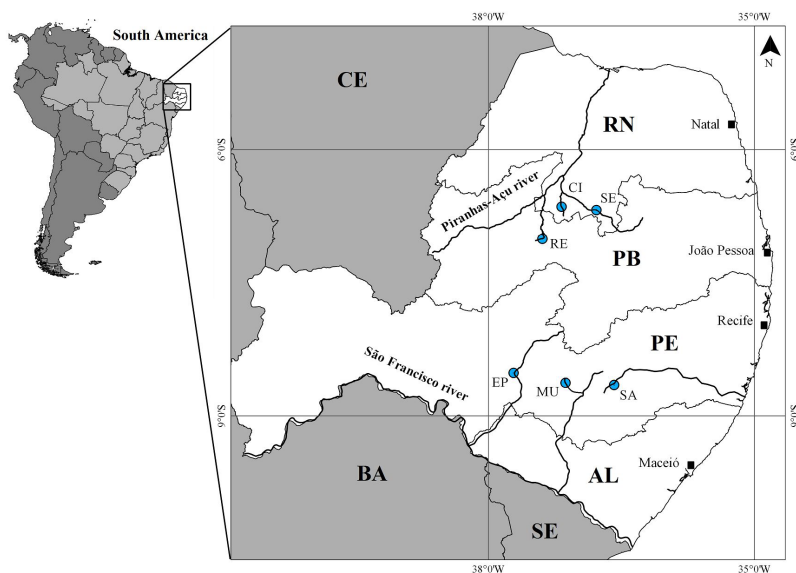 South America
38°0'W
35°0'W
CE
N
RN
Natal
6°0'S
6°0'S
CI
SE
Piranhas-Açu river
RE
João Pessoa
PB
Recife
PE
São Francisco river
EP
MU
SA
9°0'S
9°0'S
Maceió
BA
AL
SE
38°0'W
35°0'W